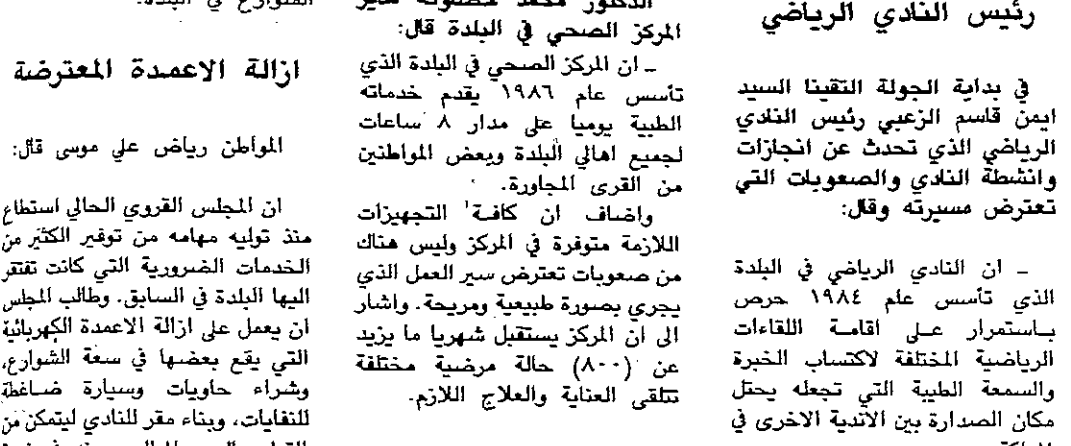 رئيس النادي الرياضي
في بداية الجولة التقينا السيد
ايمن قاسم الزعبي رئيس النادي
الرياضي الذي تحدث عن انجازات
وانشطة النادي والصعوبات التي
تعترض مسيرته وقال:
ـ ان النادي الرياضي في البلدة
الذي تأسس عام ١٩٨٤ حرص
باستمرار على اقامة اللقاءات
الرياضية المختلفة لاكتساب الخبرة
والسمعة الطيبة التي تجعله يحتل
مكان الصدارة بين الاندية الاخرى في
الدكتور محمد مدير
المركز الصحي في البلدة قال:
ـ ان المركز الصحي في البلدة الذي
تأسس عام ١٩٨٦ يقدم خدماته
الطبية يوميا على مدار ٨ ساعات
لجميع اهالي البلدة وبعض المواطنين
من القرى المجاورة.
واضاف ان كافة التجهيزات
اللازمة متوفرة في المركز وليس هناك
من صعوبات تعترض سير العمل الذي
يجري بصورة طبيعية ومريحة. واشار
الى ان المركز يستقبل شهريا ما يزيد
عن (٨٠٠) حالة مرضية مختلفة
تتلقى العناية والعلاج اللازم.
في البلدة.
ازالة الاعمدة المعترضة
المواطن رياض علي موسى قال:
ان المجلس القروي الحالي استطاع
منذ توليه مهامه من توفير الكثير من
الخدمات الضرورية التي كانت تفتقر
اليها البلدة في السابق. وطالب المجلس
ان يعمل على ازالة الاعمدة الكهربائية
التي يقع بعضها في سعة الشوارع،
وشراء حاويات وسيارة ضاغطة
للنفايات، وبناء مقر للنادي ليتمكن من